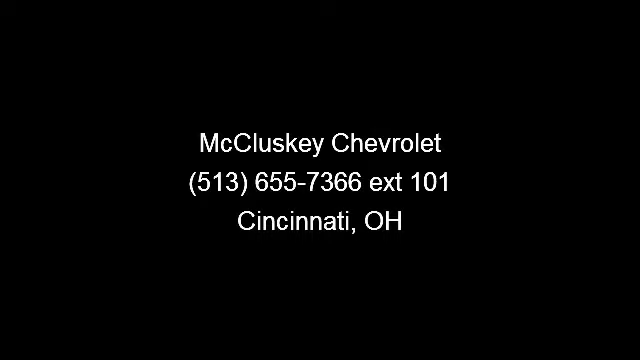 McCluskey Chevrolet
(513) 655-7366 ext 101
Cincinnati, OH